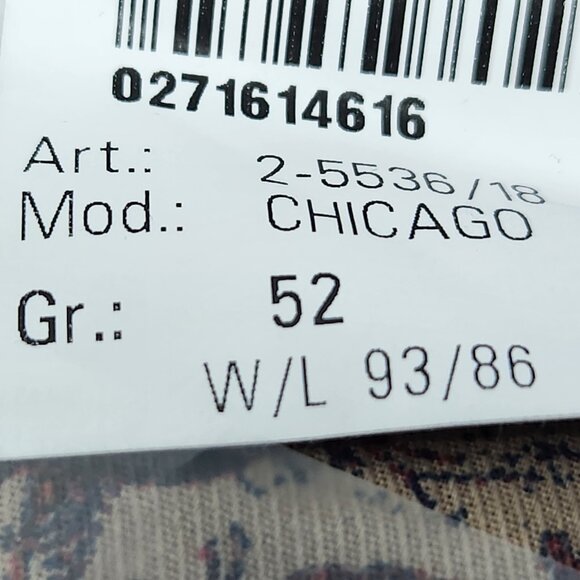 0271614616
Art.: 2-5536/18
Mod.: CHICAGO
Gr.: 52
W/L 93/86